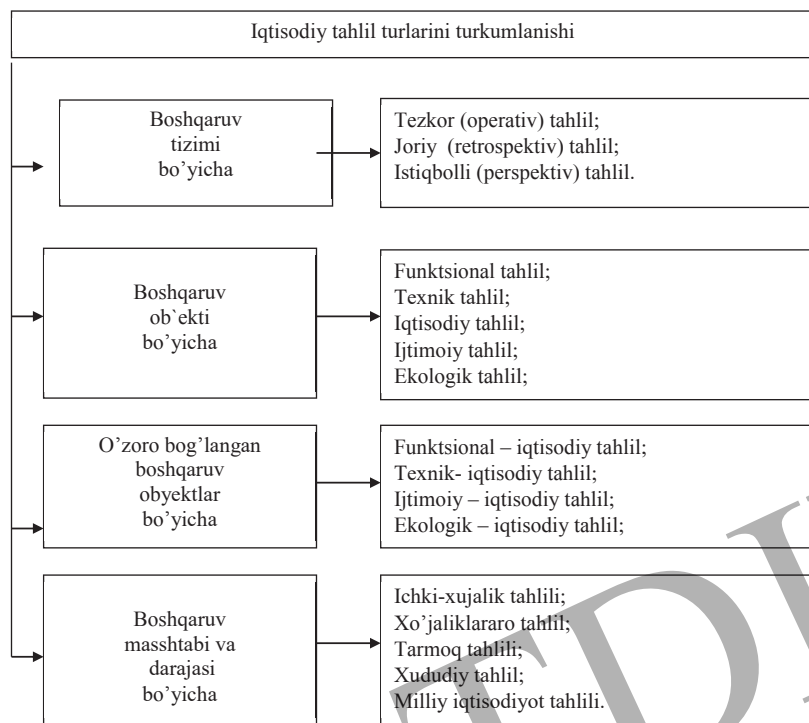 Iqtisodiy tahlil turlarini turkumlanishi
Boshqaruv
tizimi
bo’yicha
Tezkor (operativ) tahlil;
Joriy (retrospektiv) tahlil;
Istiqbolli (perspektiv) tahlil.
Boshqaruv
ob`ekti
bo’yicha
Funktsional tahlil;
Texnik tahlil;
Iqtisodiy tahlil;
Ijtimoiy tahlil;
Ekologik tahlil;
O’zoro bog’langan
boshqaruv
obyektlar
bo’yicha
Funktsional – iqtisodiy tahlil;
Texnik- iqtisodiy tahlil;
Ijtimoiy – iqtisodiy tahlil;
Ekologik – iqtisodiy tahlil;
Boshqaruv
masshtabi va
darajasi
bo’yicha
Ichki-xujalik tahlili;
Xo’jaliklararo tahlil;
Tarmoq tahlili;
Xududiy tahlil;
Milliy iqtisodiyot tahlili.